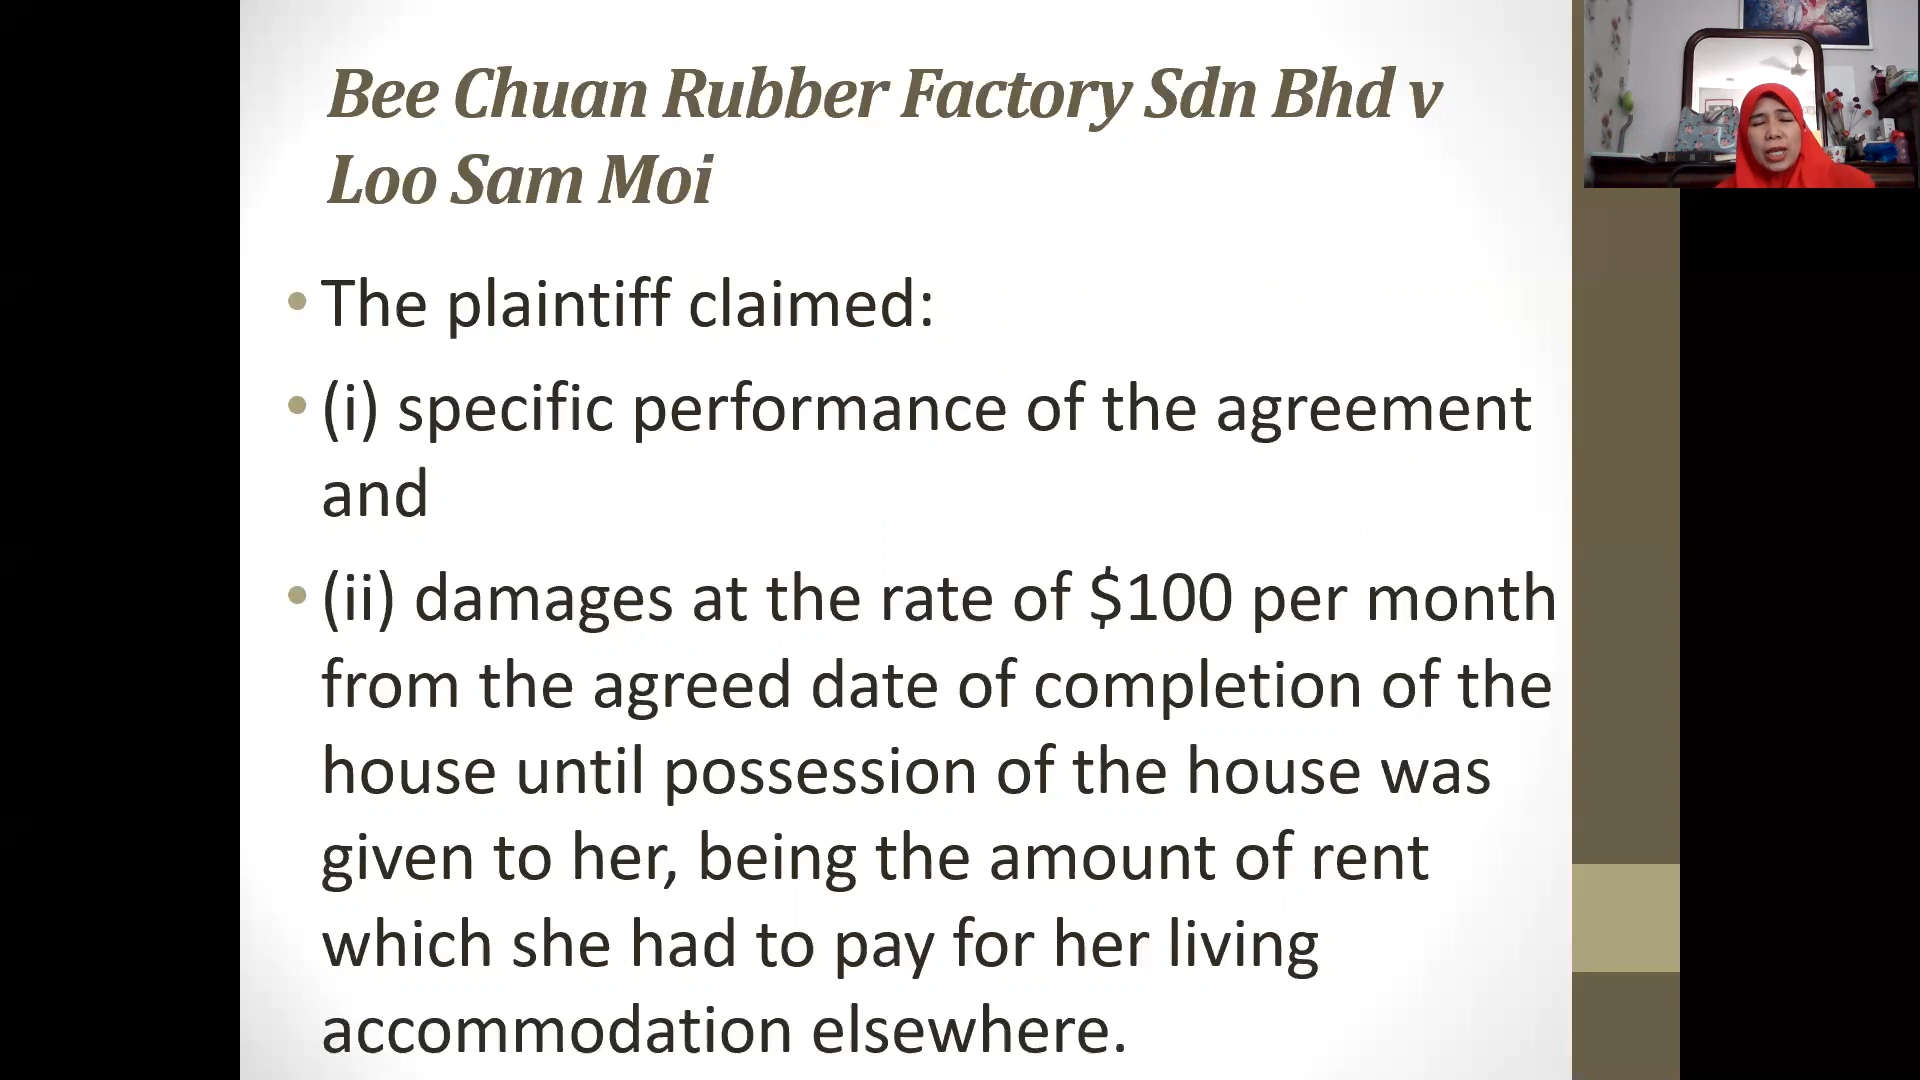 Bee Chuan Rubber Factory Sdn Bhd v
Loo Sam Moi
• The plaintiff claimed:
• (i) specific performance of the agreement
and
• (ii) damages at the rate of $100 per month
from the agreed date of completion of the
house until possession of the house was
given to her, being the amount of rent
which she had to pay for her living
accommodation elsewhere.